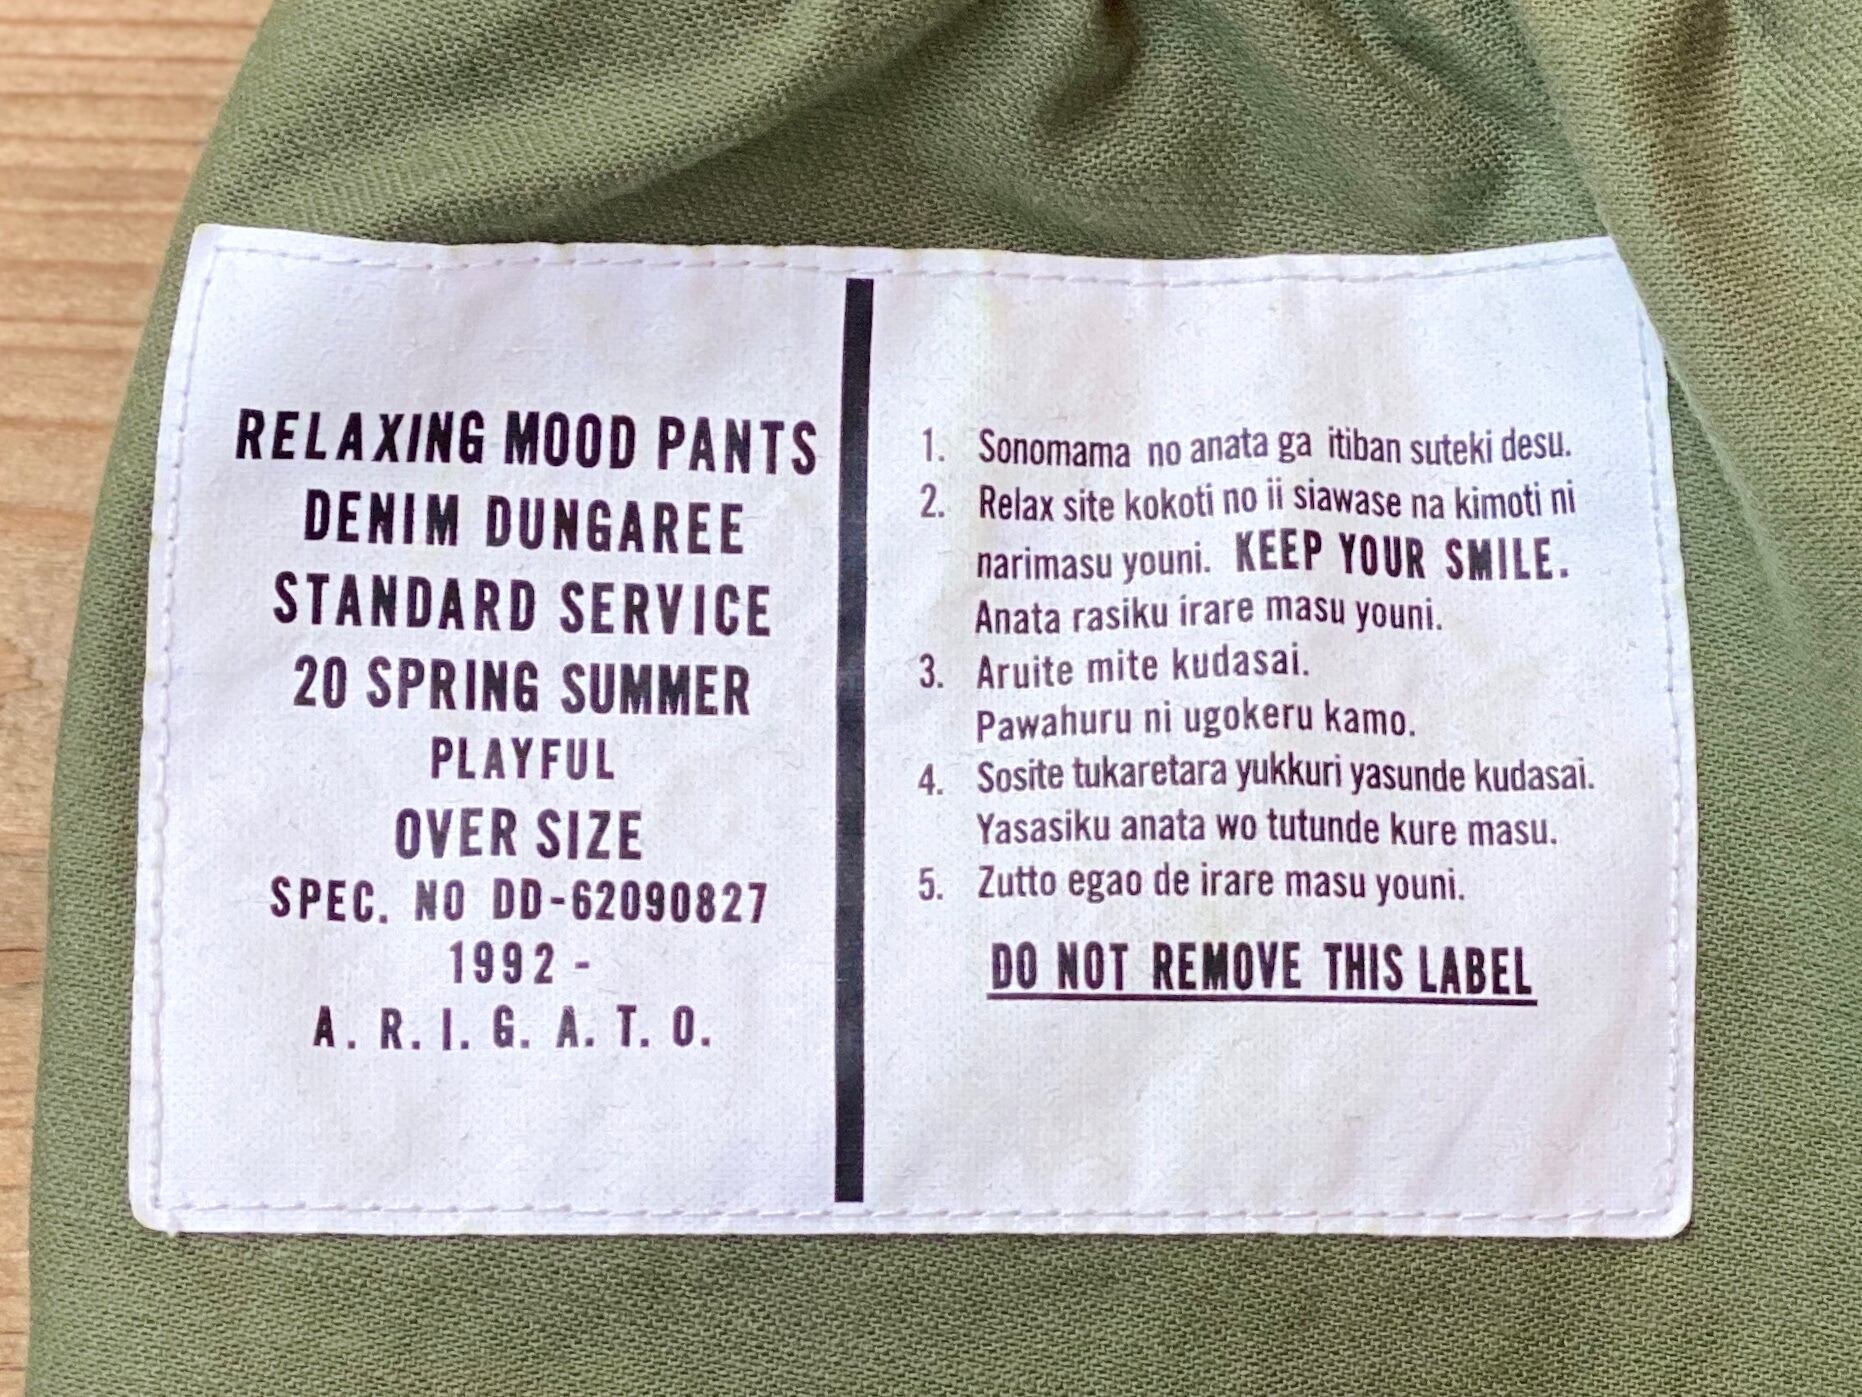 RELAXING MOOD PANTS
DENIM DUNGAREE
STANDARD SERVICE
20 SPRING SUMMER
PLAYFUL
OVER SIZE
SPEC. NO DD-62090827
1992 -
A. R. I. G. A. T. O.
1. Sonomama no anata ga itiban suteki desu.
2. Relax site kokoti no ii siawase na kimoti ni
narimasu youni. KEEP YOUR SMILE.
Anata rasiku irare masu youni.
3. Aruite mite kudasai.
Pawahuru ni ugokeru kamo.
4. Sosite tukaretara yukkuri yasunde kudasai.
Yasasiku anata wo tutunde kure masu.
5. Zutto egao de irare masu youni.
DO NOT REMOVE THIS LABEL